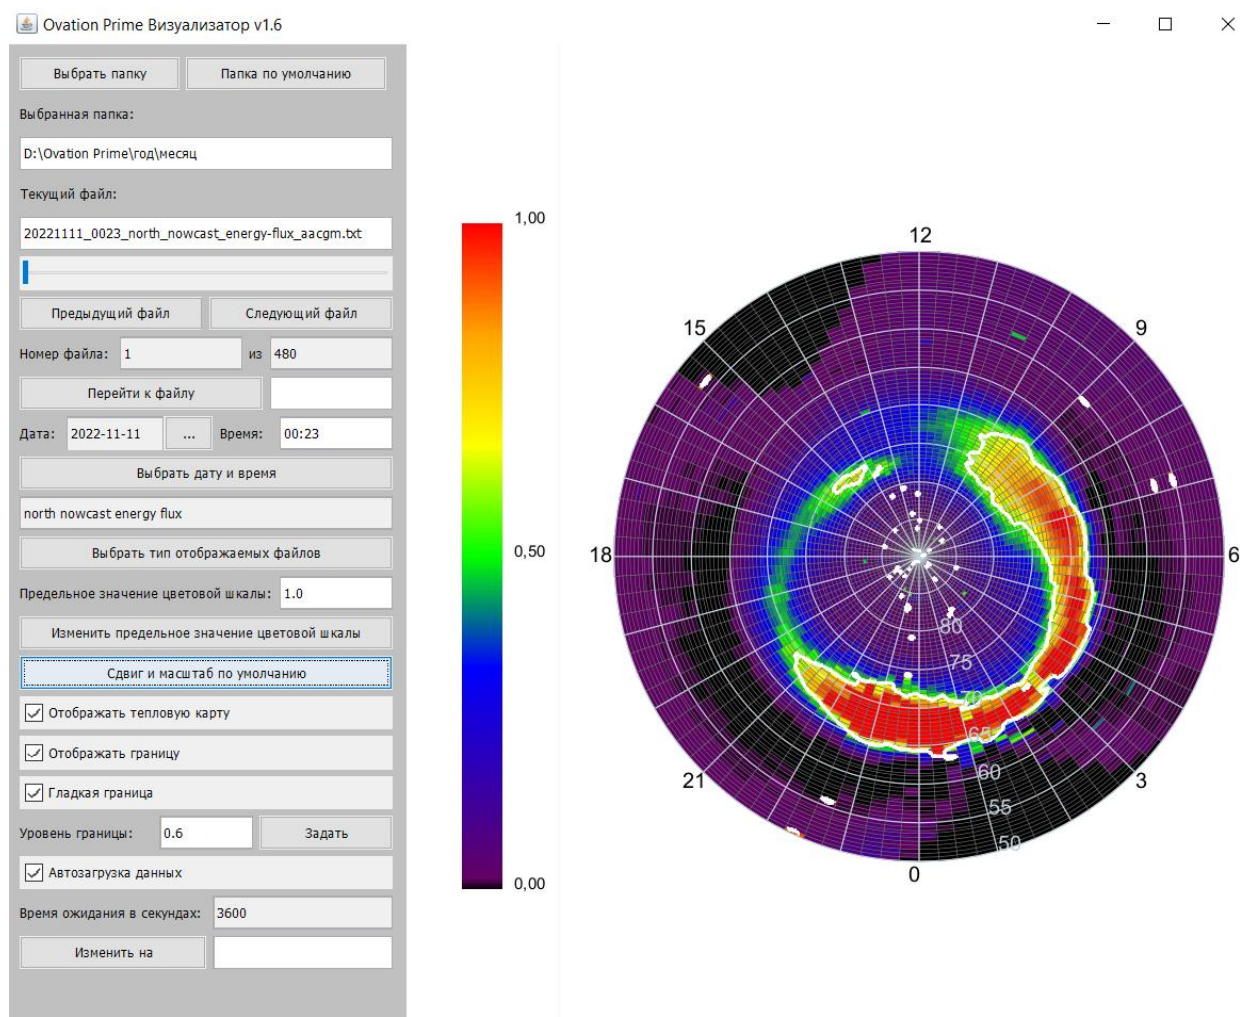 Ovation Prime Визуализатор v1.6
Выбрать папку
Папка по умолчанию
Выбранная папка:
D:\Ovation Prime\год\месяц
Текущий файл:
20221111_0023_north_nowcast_energy-flux_aacgm.txt
Предыдущий файл
Следующий файл
Номер файла: 1 из 480
Перейти к файлу
Дата: 2022-11-11 ... Время: 00:23
Выбрать дату и время
north nowcast energy flux
Выбрать тип отображаемых файлов
Предельное значение цветовой шкалы: 1.0
Изменить предельное значение цветовой шкалы
Сдвиг и масштаб по умолчанию
Отображать тепловую карту
Отображать границу
Гладкая граница
Уровень границы: 0.6 Задать
Автозагрузка данных
Время ожидания в секундах: 3600
Изменить на
1,00
0,50
0,00
12
15
9
18
6
80
75
70
65
60
55
50
21
3
0